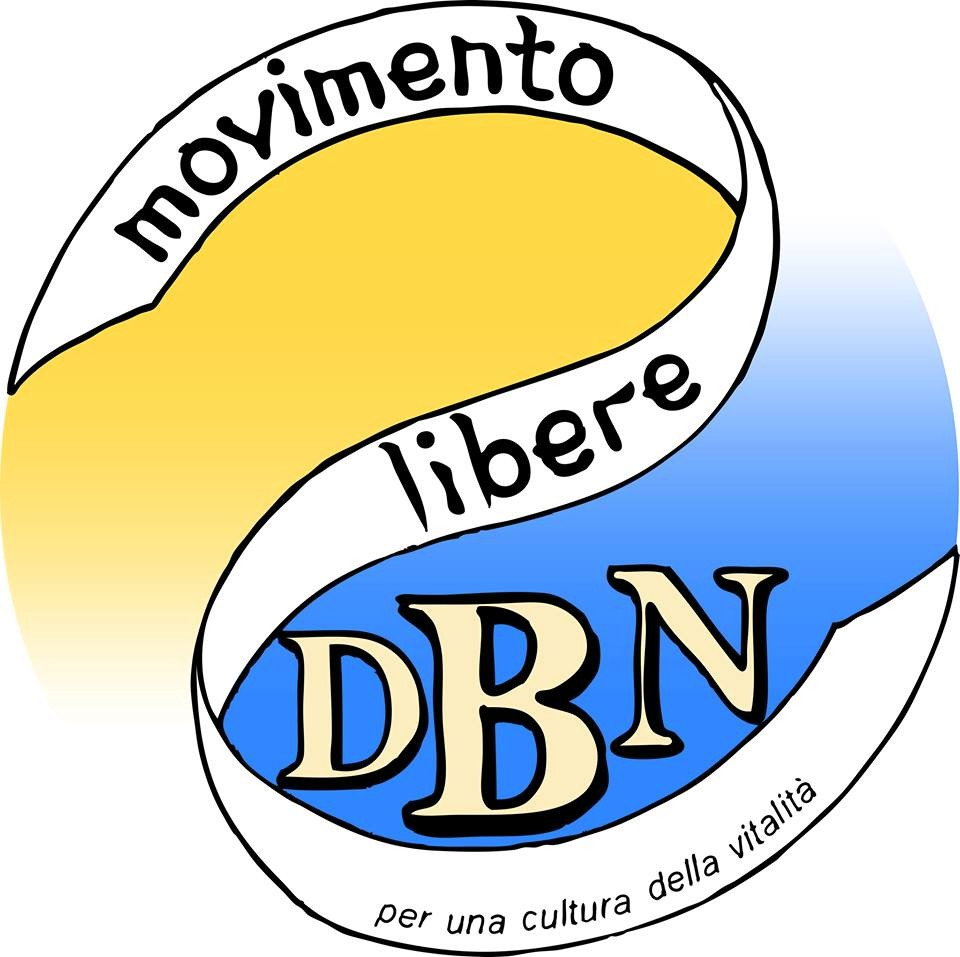 movimento
libere
DBN
per una cultura della vitalità